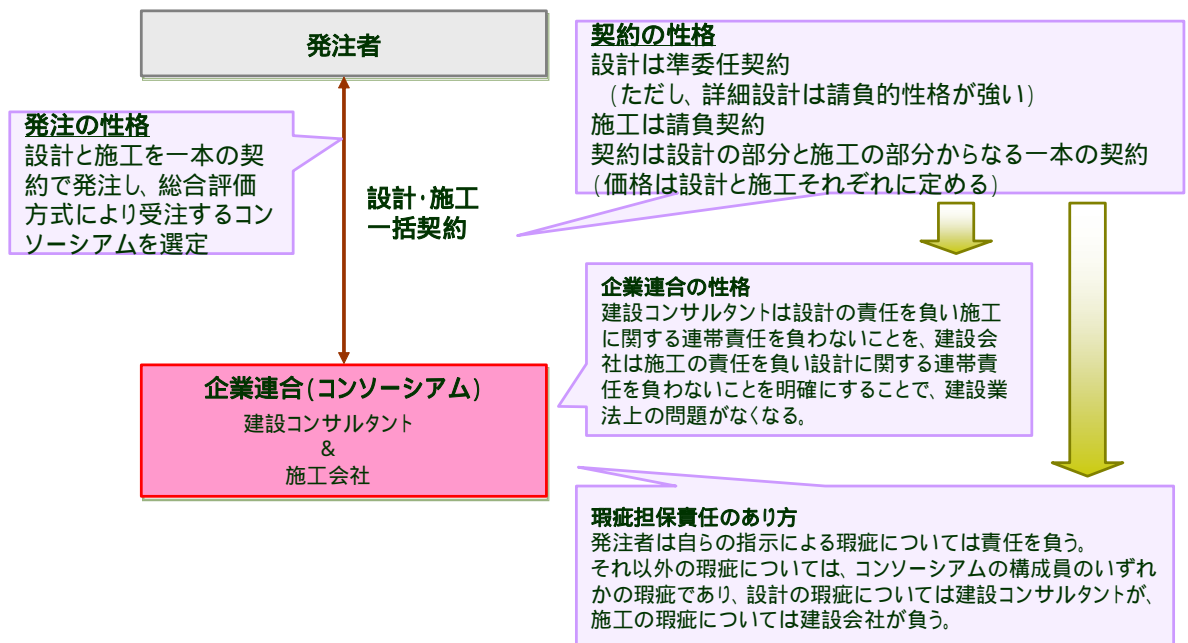 発注者
契約の性格
設計は準委任契約
(ただし、詳細設計は請負的性格が強い)
施工は請負契約
契約は設計の部分と施工の部分からなる一本の契約
(価格は設計と施工それぞれに定める)
発注の性格
設計と施工を一本の契
約で発注し、総合評価
方式により受注するコン
ソーシアムを選定
設計・施工
一括契約
企業連合の性格
建設コンサルタントは設計の責任を負い施工
に関する連帯責任を負わないことを、建設会
社は施工の責任を負い設計に関する連帯責
任を負わないことを明確にすることで、建設業
法上の問題がなくなる。
企業連合(コンソーシアム)
建設コンサルタント
&
施工会社
瑕疵担保責任のあり方
発注者は自らの指示による瑕疵については責任を負う。
それ以外の瑕疵については、コンソーシアムの構成員のいずれ
かの瑕疵であり、設計の瑕疵については建設コンサルタントが、
施工の瑕疵については建設会社が負う。